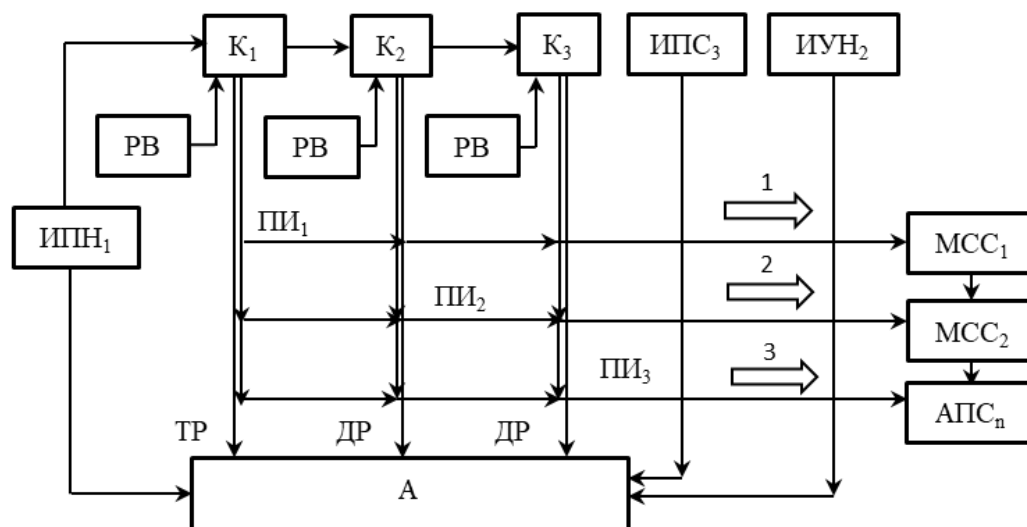 К₁ К₂ К₃ ИПС₃ ИУН₂
РВ РВ РВ
1
ПИ₁
ИПН₁ МСС₁
2
ПИ₂
МСС₂
3
ПИ₃
АПСₙ
ТР ДР ДР
А